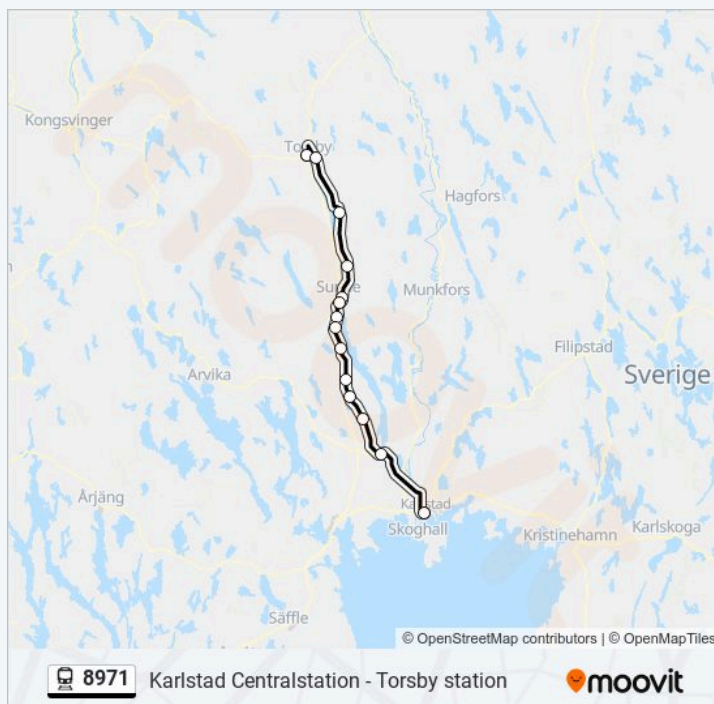 Kongsvinger
Torsby
Hagfors
Sunne
Munkfors
Filipstad
Sverige
Arvika
Årjäng
Karlstad
Skoghall
Kristinehamn
Karlskoga
Säffle
© OpenStreetMap contributors | © OpenMapTiles
8971 Karlstad Centralstation - Torsby station moovit
moovit